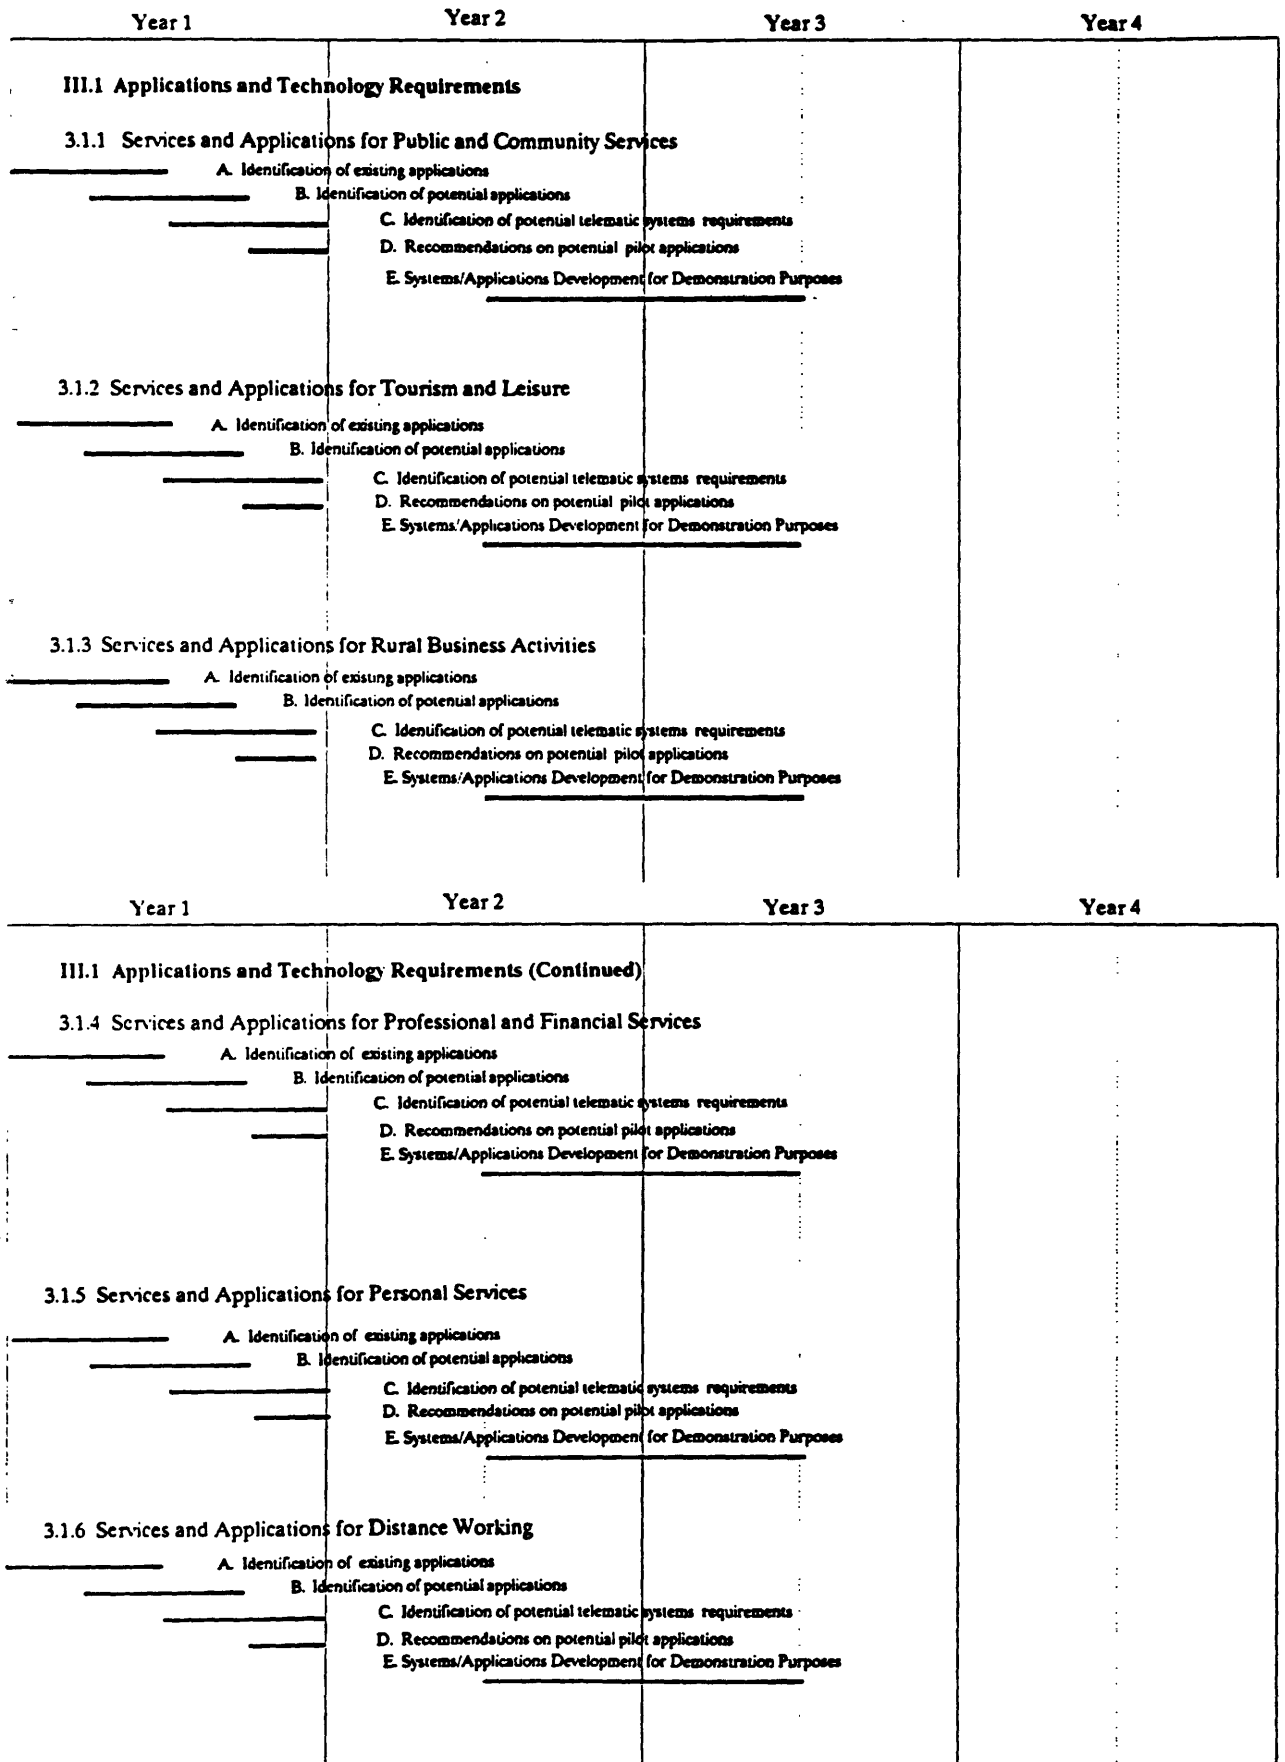 Year 1 Year 2 Year 3 Year 4
III.1 Applications and Technology Requirements
3.1.1 Services and Applications for Public and Community Services
A. Identification of existing applications
B. Identification of potential applications
C. Identification of potential telematic systems requirements
D. Recommendations on potential pilot applications
E. Systems/Applications Development for Demonstration Purposes
3.1.2 Services and Applications for Tourism and Leisure
A. Identification of existing applications
B. Identification of potential applications
C. Identification of potential telematic systems requirements
D. Recommendations on potential pilot applications
E. Systems/Applications Development for Demonstration Purposes
3.1.3 Services and Applications for Rural Business Activities
A. Identification of existing applications
B. Identification of potential applications
C. Identification of potential telematic systems requirements
D. Recommendations on potential pilot applications
E. Systems/Applications Development for Demonstration Purposes
Year 1 Year 2 Year 3 Year 4
III.1 Applications and Technology Requirements (Continued)
3.1.4 Services and Applications for Professional and Financial Services
A. Identification of existing applications
B. Identification of potential applications
C. Identification of potential telematic systems requirements
D. Recommendations on potential pilot applications
E. Systems/Applications Development for Demonstration Purposes
3.1.5 Services and Applications for Personal Services
A. Identification of existing applications
B. Identification of potential applications
C. Identification of potential telematic systems requirements
D. Recommendations on potential pilot applications
E. Systems/Applications Development for Demonstration Purposes
3.1.6 Services and Applications for Distance Working
A. Identification of existing applications
B. Identification of potential applications
C. Identification of potential telematic systems requirements
D. Recommendations on potential pilot applications
E. Systems/Applications Development for Demonstration Purposes